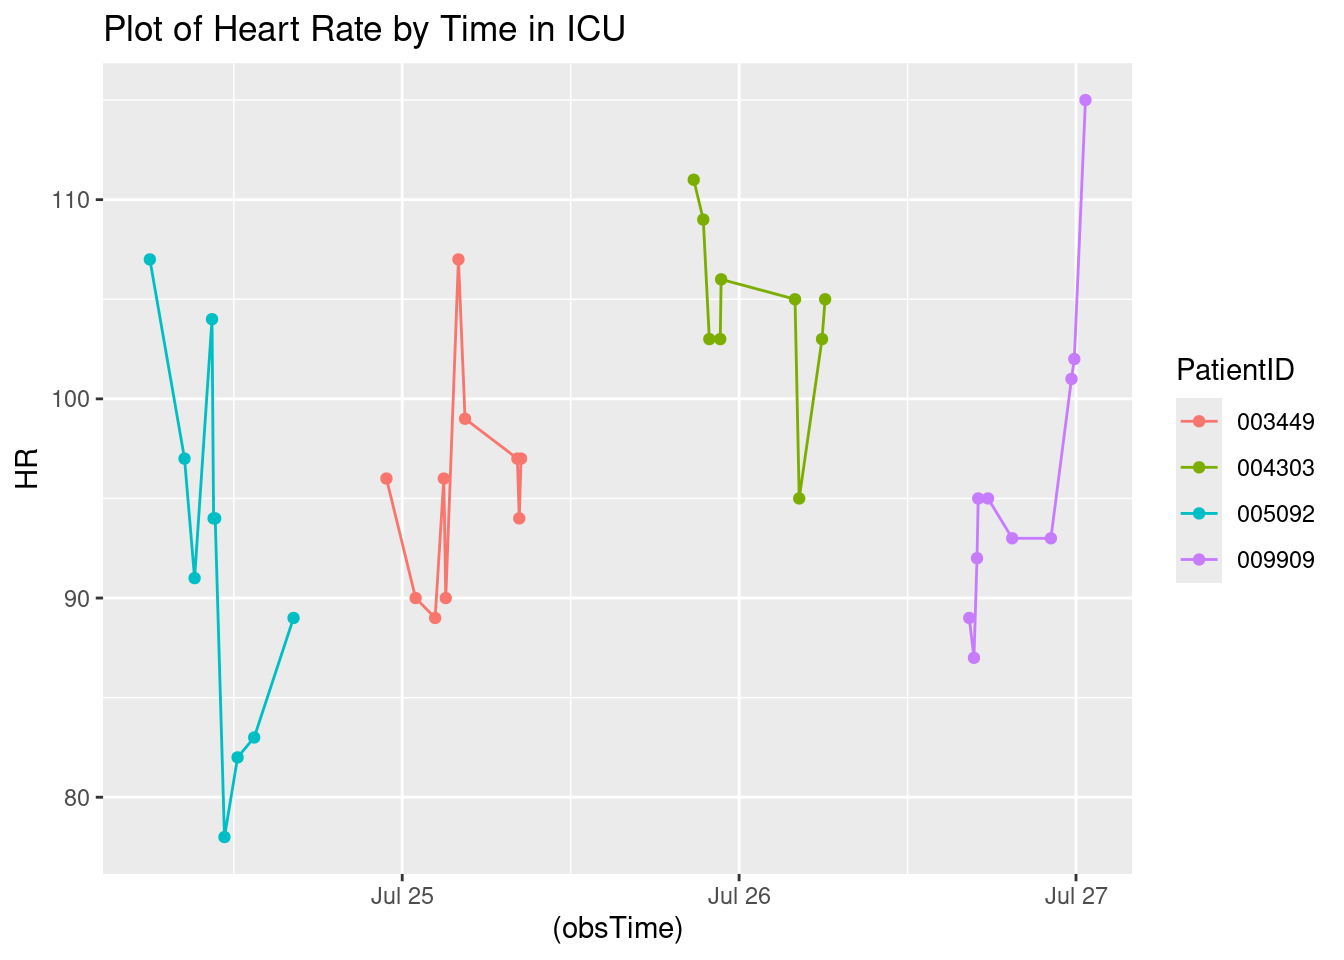 Plot of Heart Rate by Time in ICU
HR
110
100
90
80
Jul 25
Jul 26
Jul 27
(obsTime)
PatientID
003449
004303
005092
009909